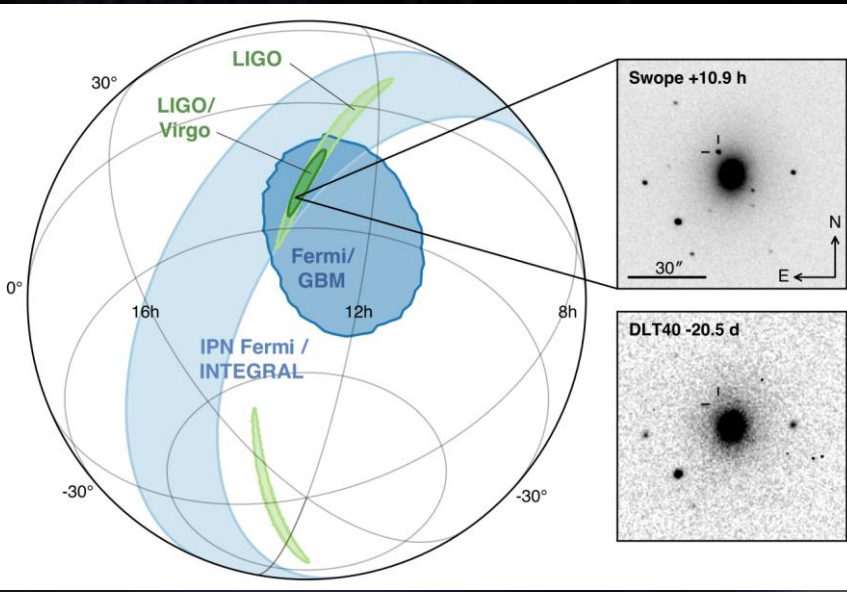 LIGO
30°
LIGO/
Virgo
Fermi/
GBM
0°
16h
12h
8h
IPN Fermi /
INTEGRAL
-30°
-30°
Swope +10.9 h
N
30″
E
DLT40 -20.5 d